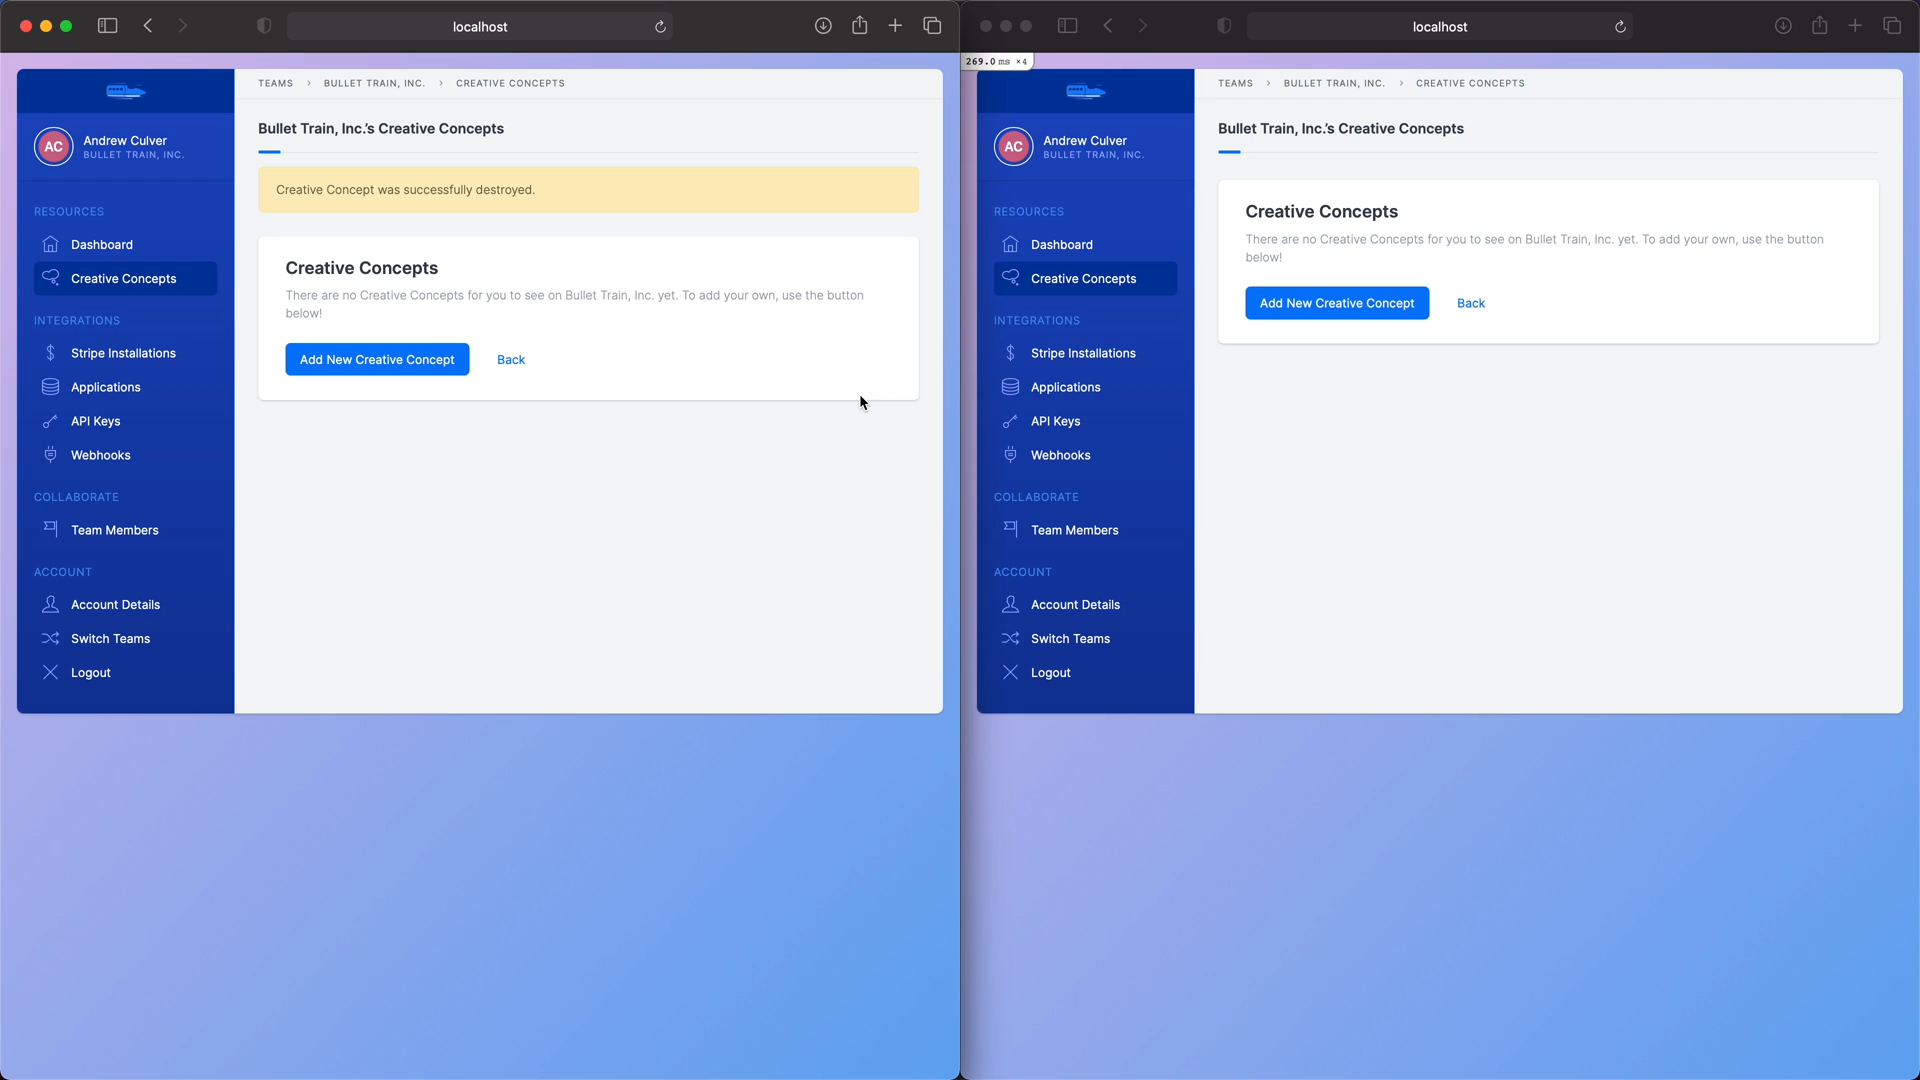 localhost
TEAMS > BULLET TRAIN, INC. > CREATIVE CONCEPTS
AC
Andrew Culver
BULLET TRAIN, INC.
RESOURCES
Dashboard
Creative Concepts
INTEGRATIONS
Stripe Installations
Applications
API Keys
Webhooks
COLLABORATE
Team Members
ACCOUNT
Account Details
Switch Teams
Logout
Bullet Train, Inc.'s Creative Concepts
Creative Concept was successfully destroyed.
Creative Concepts
There are no Creative Concepts for you to see on Bullet Train, Inc. yet. To add your own, use the button
below!
Add New Creative Concept Back
localhost
269.0 ms ×4
TEAMS > BULLET TRAIN, INC. > CREATIVE CONCEPTS
AC
Andrew Culver
BULLET TRAIN, INC.
RESOURCES
Dashboard
Creative Concepts
INTEGRATIONS
Stripe Installations
Applications
API Keys
Webhooks
COLLABORATE
Team Members
ACCOUNT
Account Details
Switch Teams
Logout
Bullet Train, Inc.'s Creative Concepts
Creative Concepts
There are no Creative Concepts for you to see on Bullet Train, Inc. yet. To add your own, use the button
below!
Add New Creative Concept Back